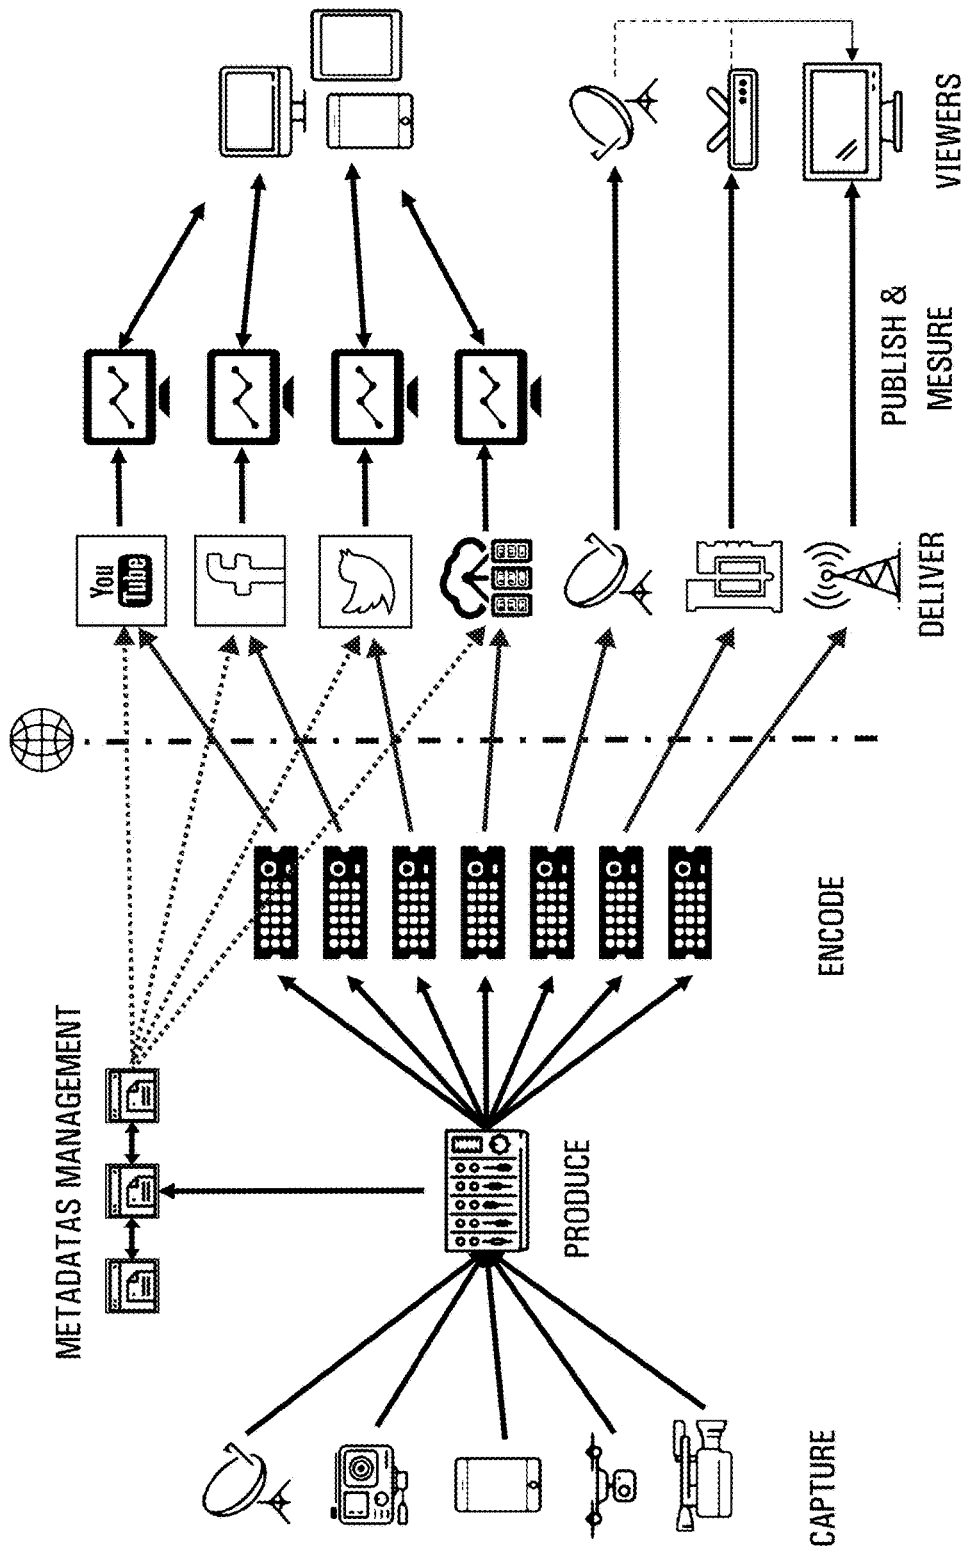 METADATAS MANAGEMENT
You
Tube
CAPTURE
PRODUCE
ENCODE
DELIVER
PUBLISH &
MESURE
VIEWERS